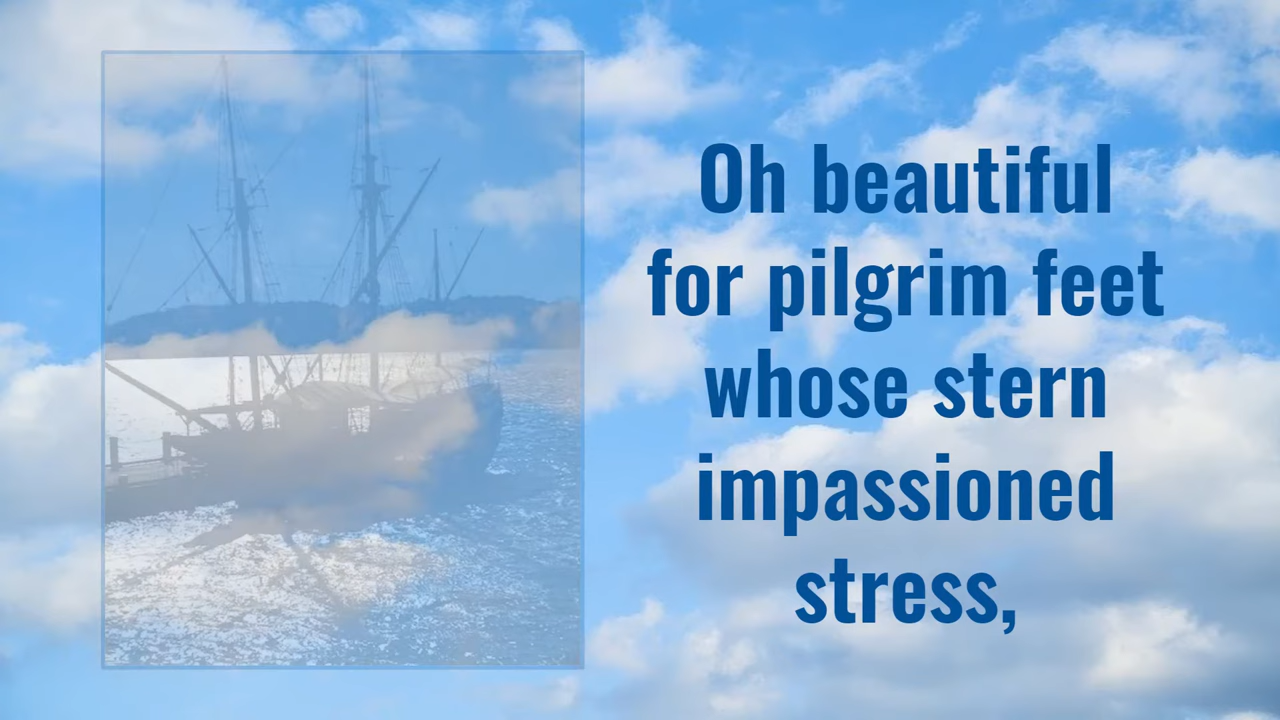 Oh beautiful
for pilgrim feet
whose stern
impassioned
stress,